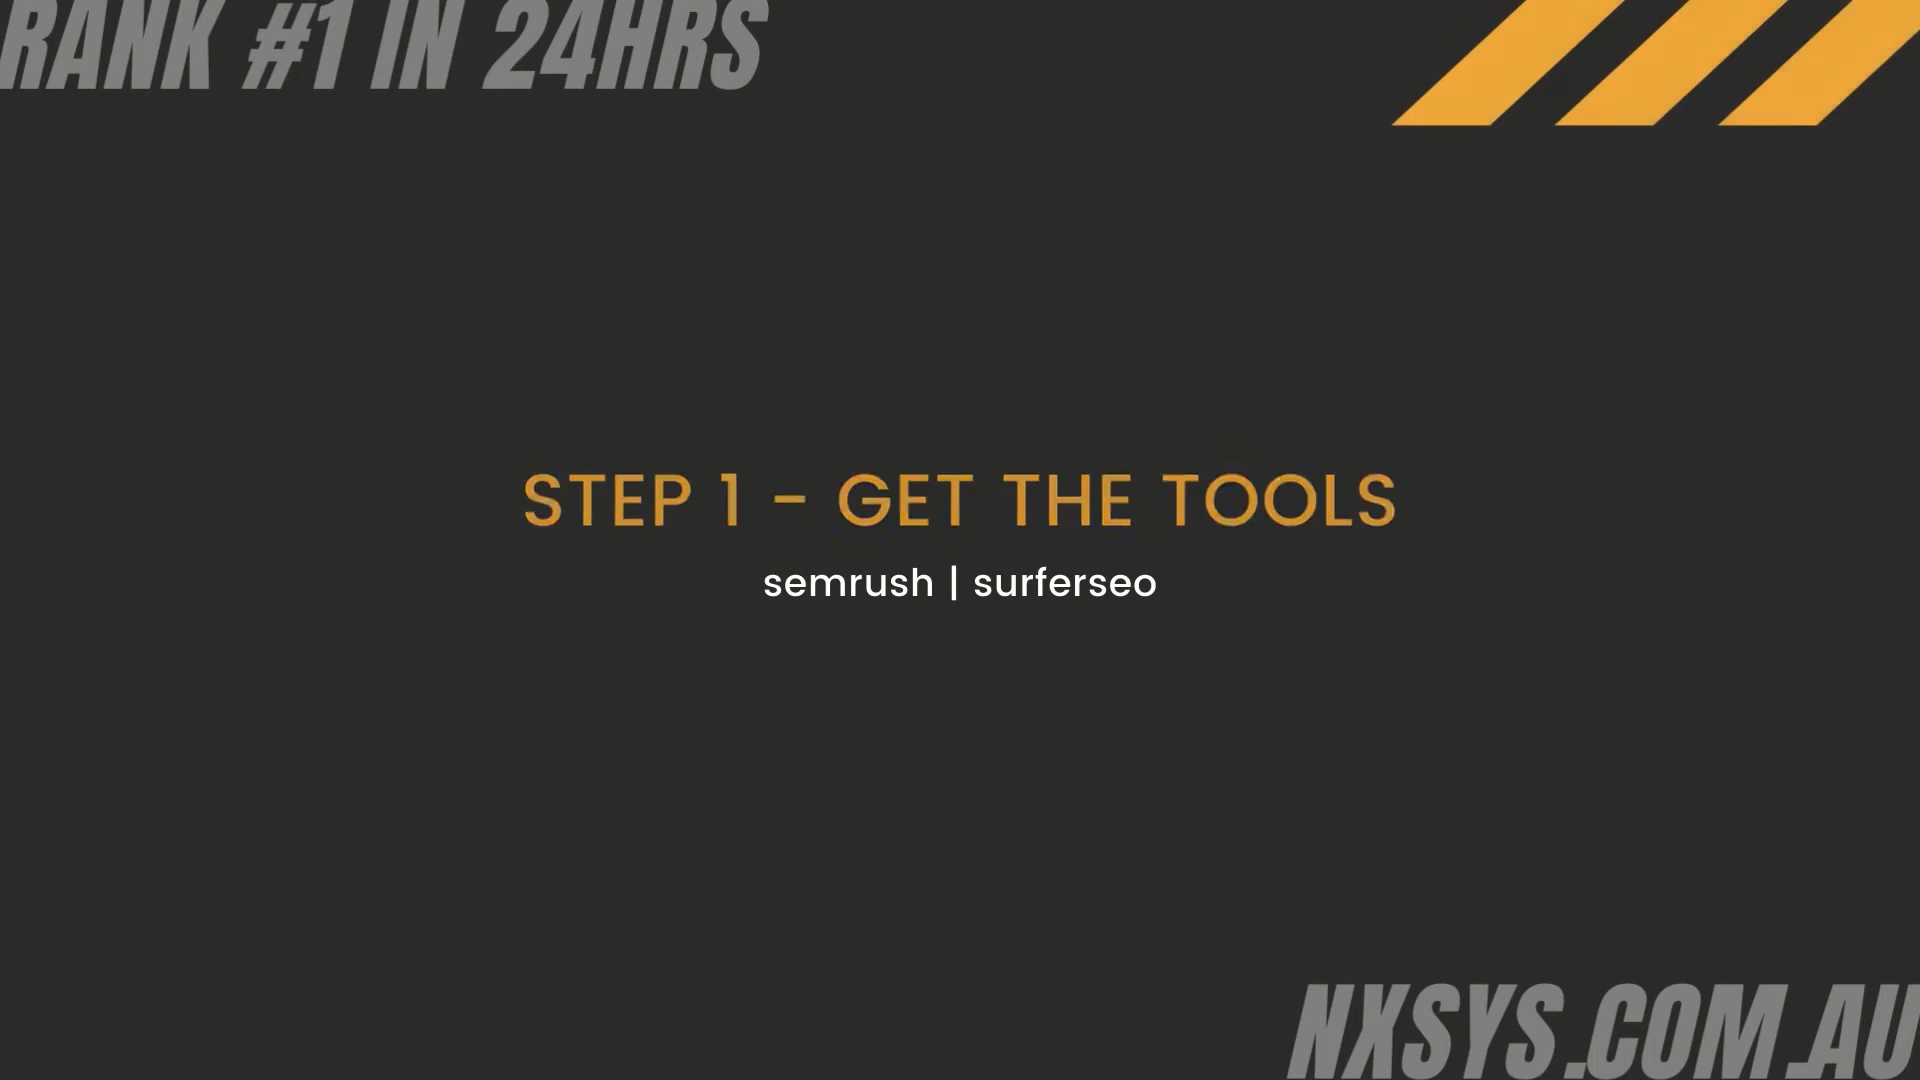 RANK #1 IN 24HRS
STEP 1 - GET THE TOOLS
semrush | surferseo
NXSYS.COM.AU